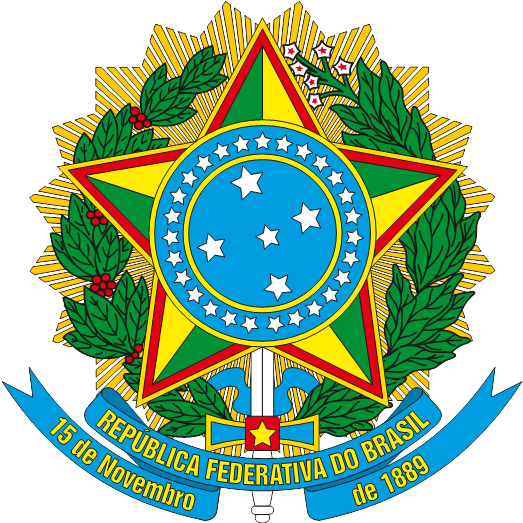 REPÚBLICA FEDERATIVA DO BRASIL
15 de Novembro
de 1889